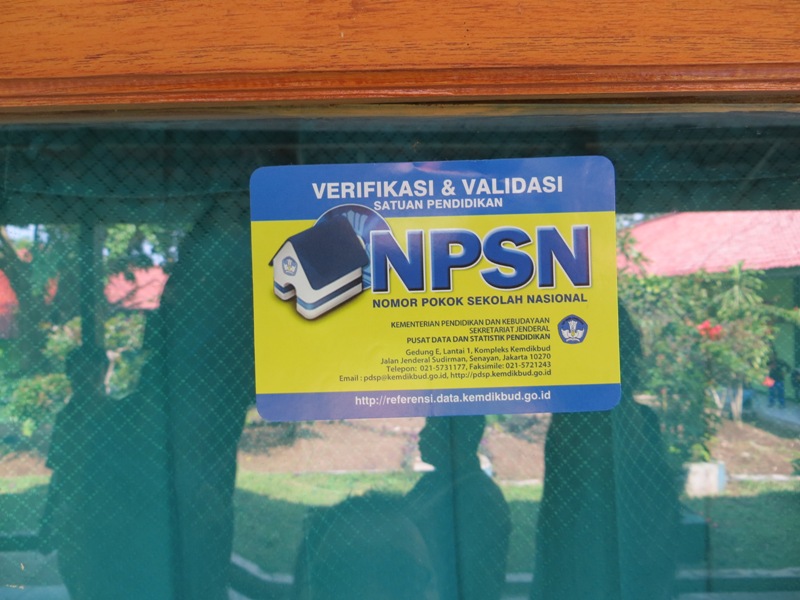 VERIFIKASI & VALIDASI
SATUAN PENDIDIKAN
NPSN
NOMOR POKOK SEKOLAH NASIONAL
KEMENTERIAN PENDIDIKAN DAN KEBUDAYAAN
SEKRETARIAT JENDERAL
PUSAT DATA DAN STATISTIK PENDIDIKAN
Gedung E, Lantai 1, Kompleks Kemdikbud
Jalan Jenderal Sudirman, Senayan, Jakarta 10270
Telepon: 021-5731177, Faksimile: 021-5721243
Email : pdsp@kemdikbud.go.id, http://pdsp.kemdikbud.go.id
http://referensi.data.kemdikbud.go.id